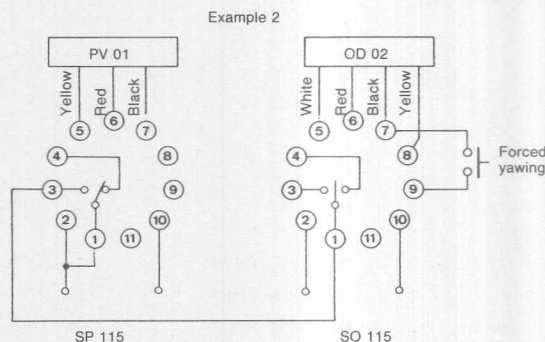 Example 2
PV 01
Yellow
Red
Black
5
6
7
4
8
3
9
2
10
1
11
SP 115
OD 02
White
Red
Black
Yellow
5
6
7
4
8
3
9
2
10
1
11
Forced
yawing
SO 115